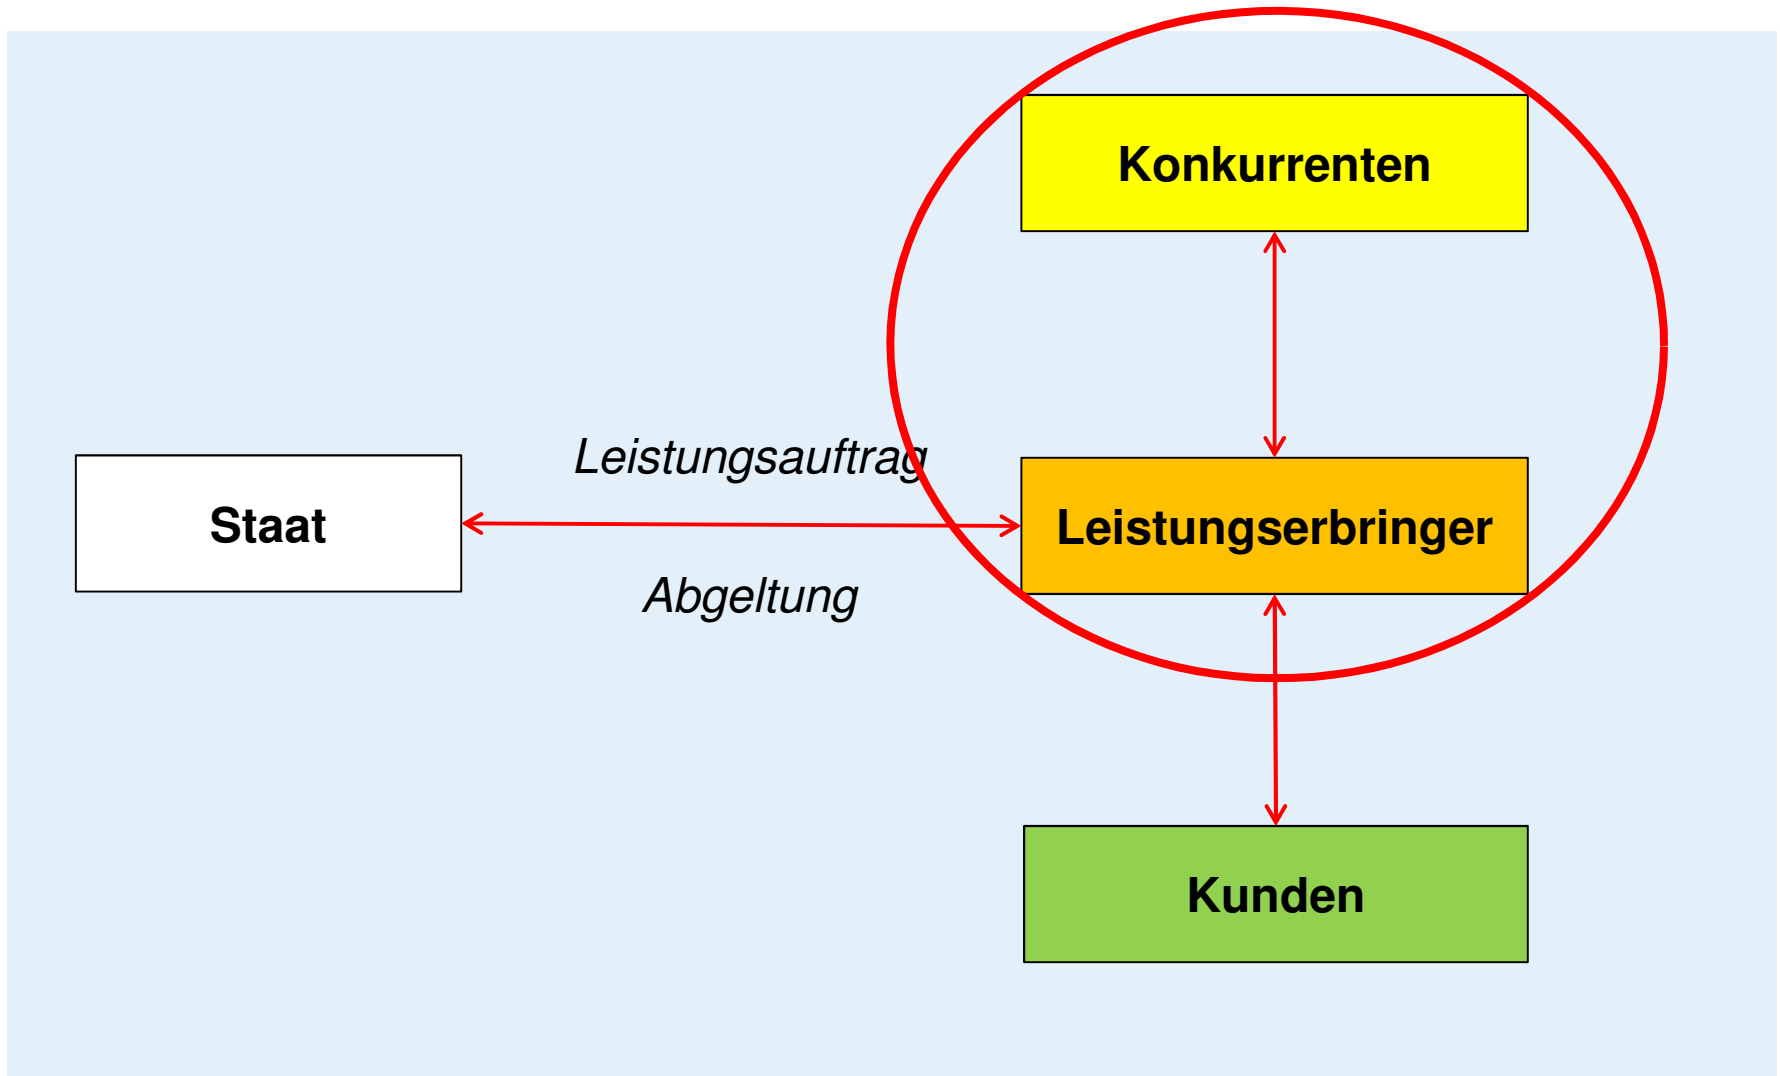 Konkurrenten
Leistungsauftrag
Staat
Leistungserbringer
Abgeltung
Kunden